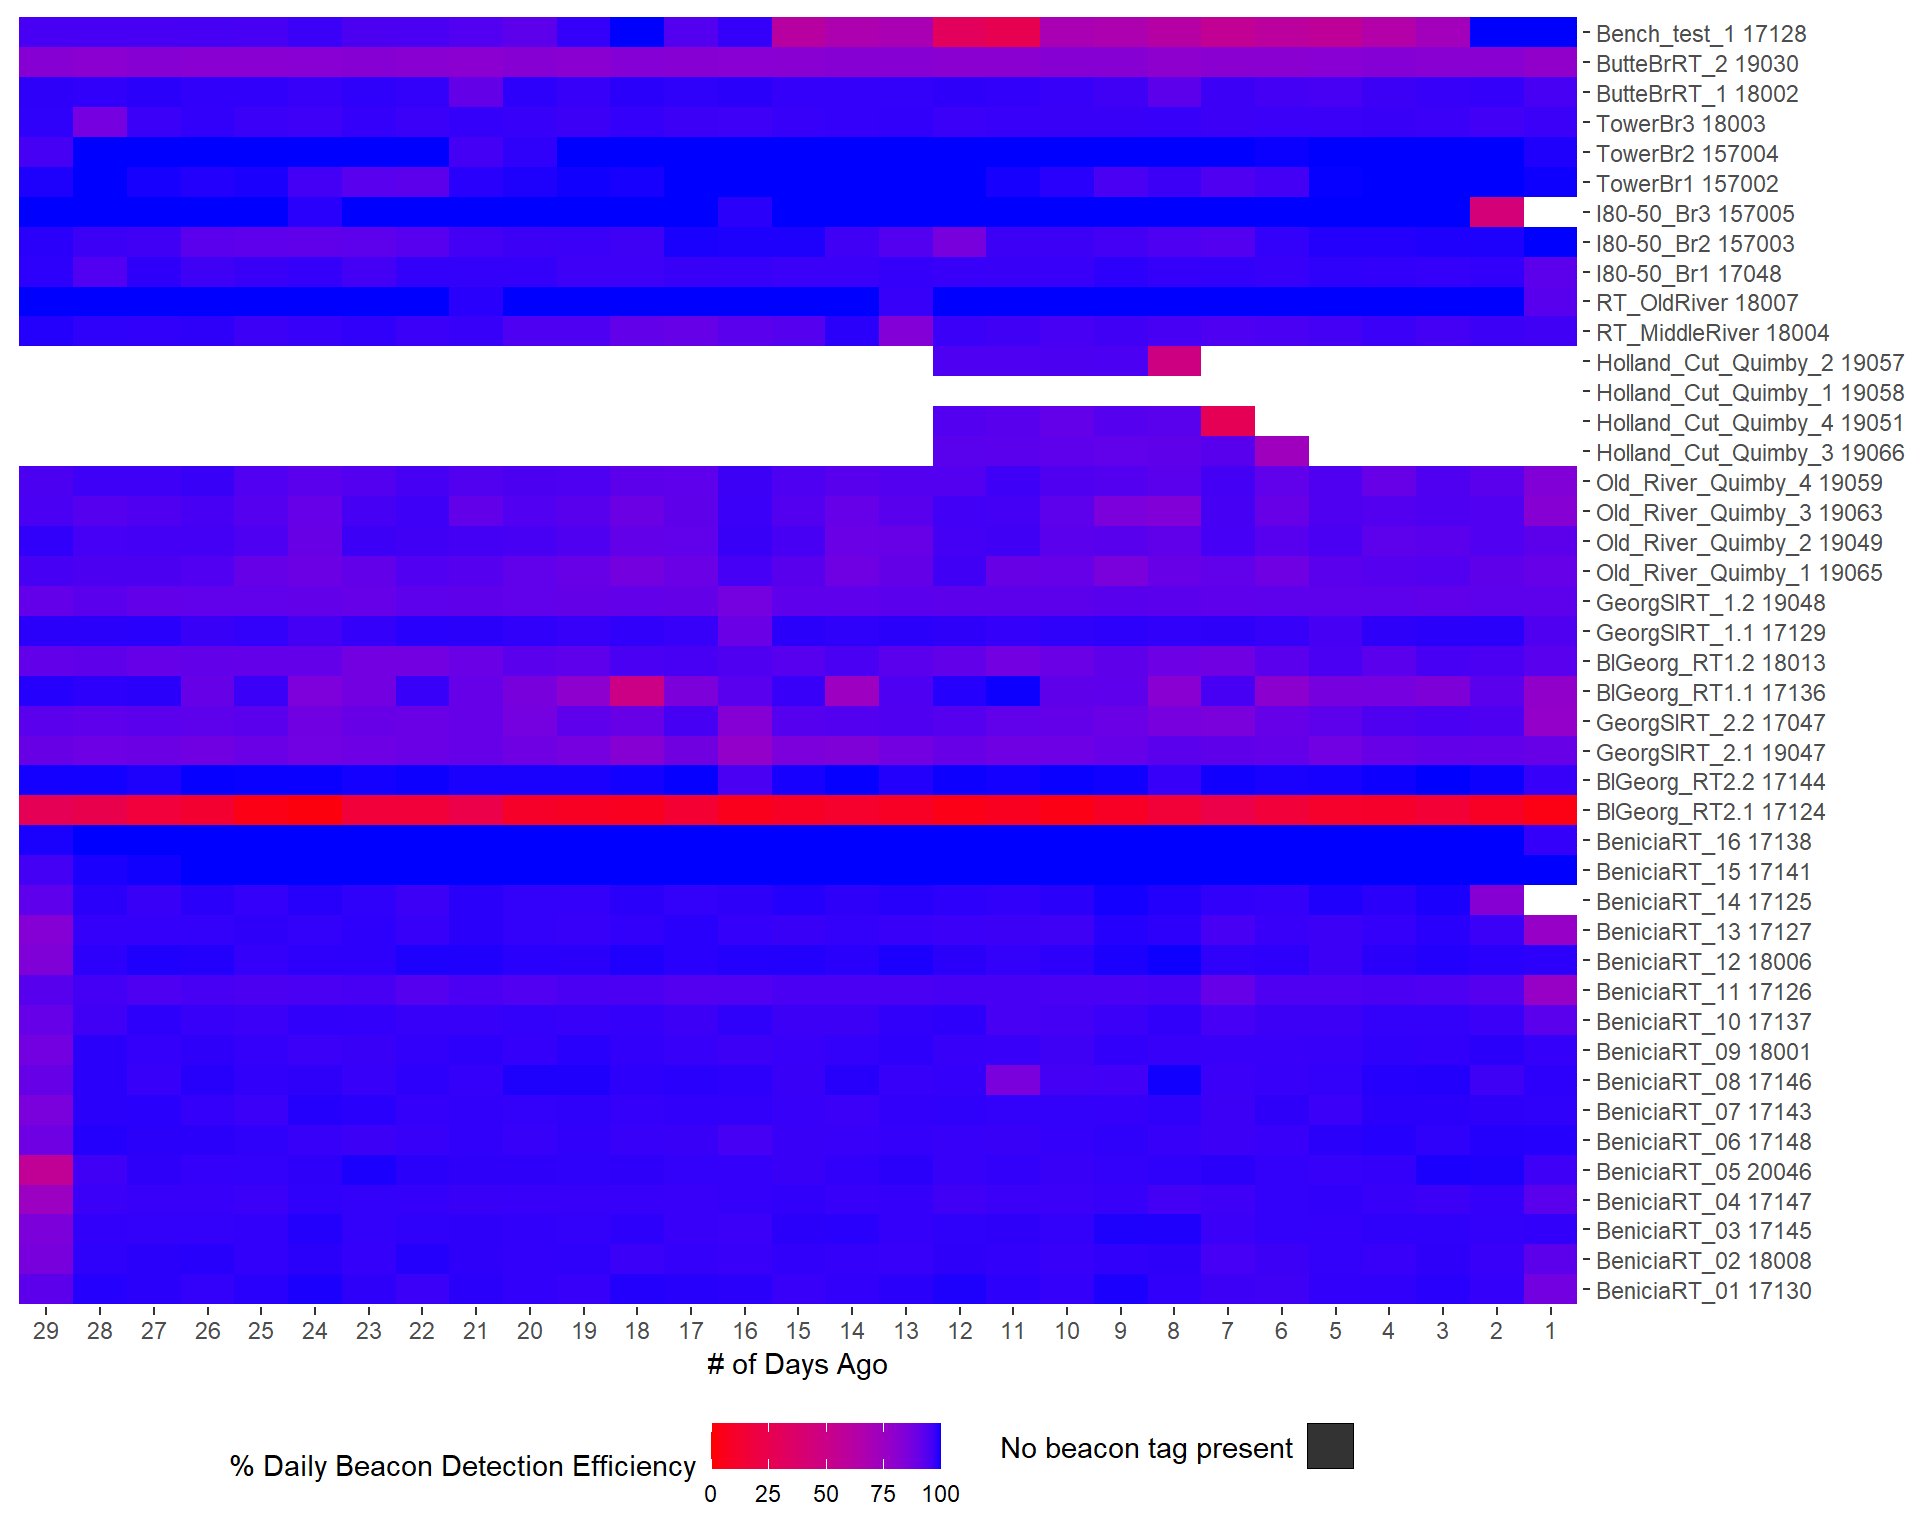 Bench_test_1 17128
ButteBrRT_2 19030
ButteBrRT_1 18002
TowerBr3 18003
TowerBr2 157004
TowerBr1 157002
I80-50_Br3 157005
I80-50_Br2 157003
I80-50_Br1 17048
RT_OldRiver 18007
RT_MiddleRiver 18004
Holland_Cut_Quimby_2 19057
Holland_Cut_Quimby_1 19058
Holland_Cut_Quimby_4 19051
Holland_Cut_Quimby_3 19066
Old_River_Quimby_4 19059
Old_River_Quimby_3 19063
Old_River_Quimby_2 19049
Old_River_Quimby_1 19065
GeorgSlRT_1.2 19048
GeorgSlRT_1.1 17129
BlGeorg_RT1.2 18013
BlGeorg_RT1.1 17136
GeorgSlRT_2.2 17047
GeorgSlRT_2.1 19047
BlGeorg_RT2.2 17144
BlGeorg_RT2.1 17124
BeniciaRT_16 17138
BeniciaRT_15 17141
BeniciaRT_14 17125
BeniciaRT_13 17127
BeniciaRT_12 18006
BeniciaRT_11 17126
BeniciaRT_10 17137
BeniciaRT_09 18001
BeniciaRT_08 17146
BeniciaRT_07 17143
BeniciaRT_06 17148
BeniciaRT_05 20046
BeniciaRT_04 17147
BeniciaRT_03 17145
BeniciaRT_02 18008
BeniciaRT_01 17130
29 28 27 26 25 24 23 22 21 20 19 18 17 16 15 14 13 12 11 10 9 8 7 6 5 4 3 2 1
# of Days Ago
% Daily Beacon Detection Efficiency
0 25 50 75 100
No beacon tag present